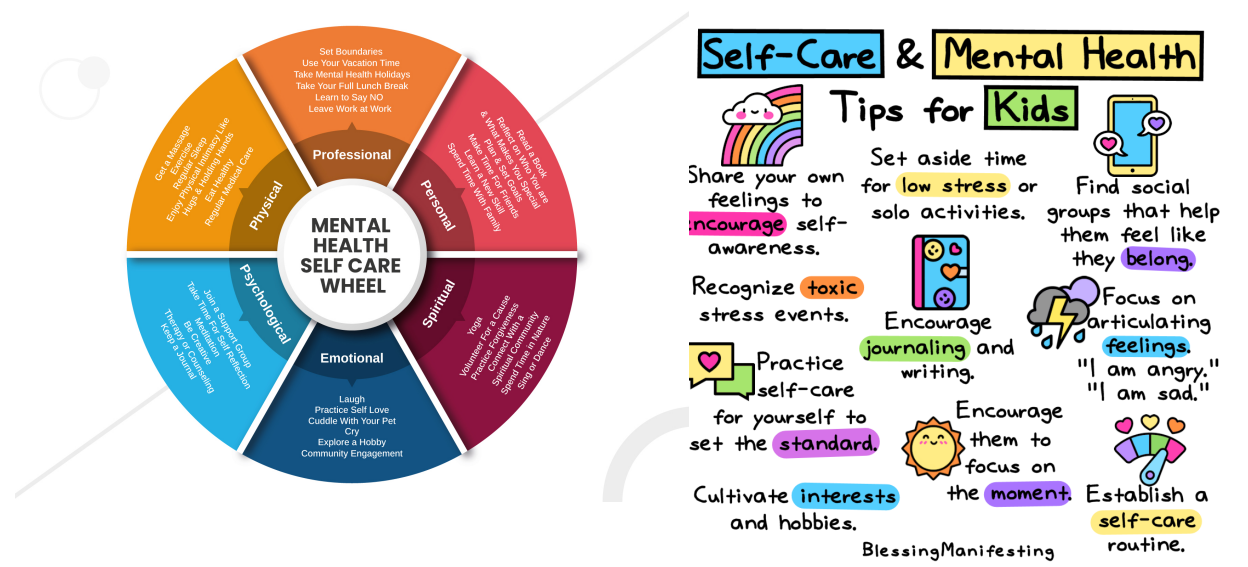 Set Boundaries
Use Your Vacation Time
Take Mental Health Holidays
Take Your Full Lunch Break
Learn to Say NO
Leave Work at Work
Professional
Read a Book
Reflect on Who You are
& What Makes You Special
Plan & Set Goals
Make Time For Friends
Learn a New Skill
Spend Time With Family
Personal
Yoga
Volunteer For a Cause
Practice Forgiveness
Connect With a
Spiritual Community
Spend Time in Nature
Sing or Dance
Spiritual
Emotional
Laugh
Practice Self Love
Cuddle With Your Pet
Cry
Explore a Hobby
Community Engagement
Psychological
Join a Support Group
Take Time For Self Reflection
Meditation
Be Creative
Therapy or Counseling
Keep a Journal
Physical
Get a Massage
Exercise
Regular Sleep
Enjoy Physical Intimacy Like
Hugs & Holding Hands
Eat Healthy
Regular Medical Care
MENTAL
HEALTH
SELF CARE
WHEEL
Self-Care & Mental Health
Tips for Kids
Share your own
feelings to
encourage self-
awareness.
Recognize toxic
stress events.
Practice
self-care
for yourself to
set the standard.
Cultivate interests
and hobbies.
Set aside time
for low stress or
solo activities.
Encourage
journaling and
writing.
Encourage
them to
focus on
the moment.
Find social
groups that help
them feel like
they belong.
Focus on
articulating
feelings.
"I am angry."
"I am sad."
Establish a
self-care
routine.
BlessingManifesting